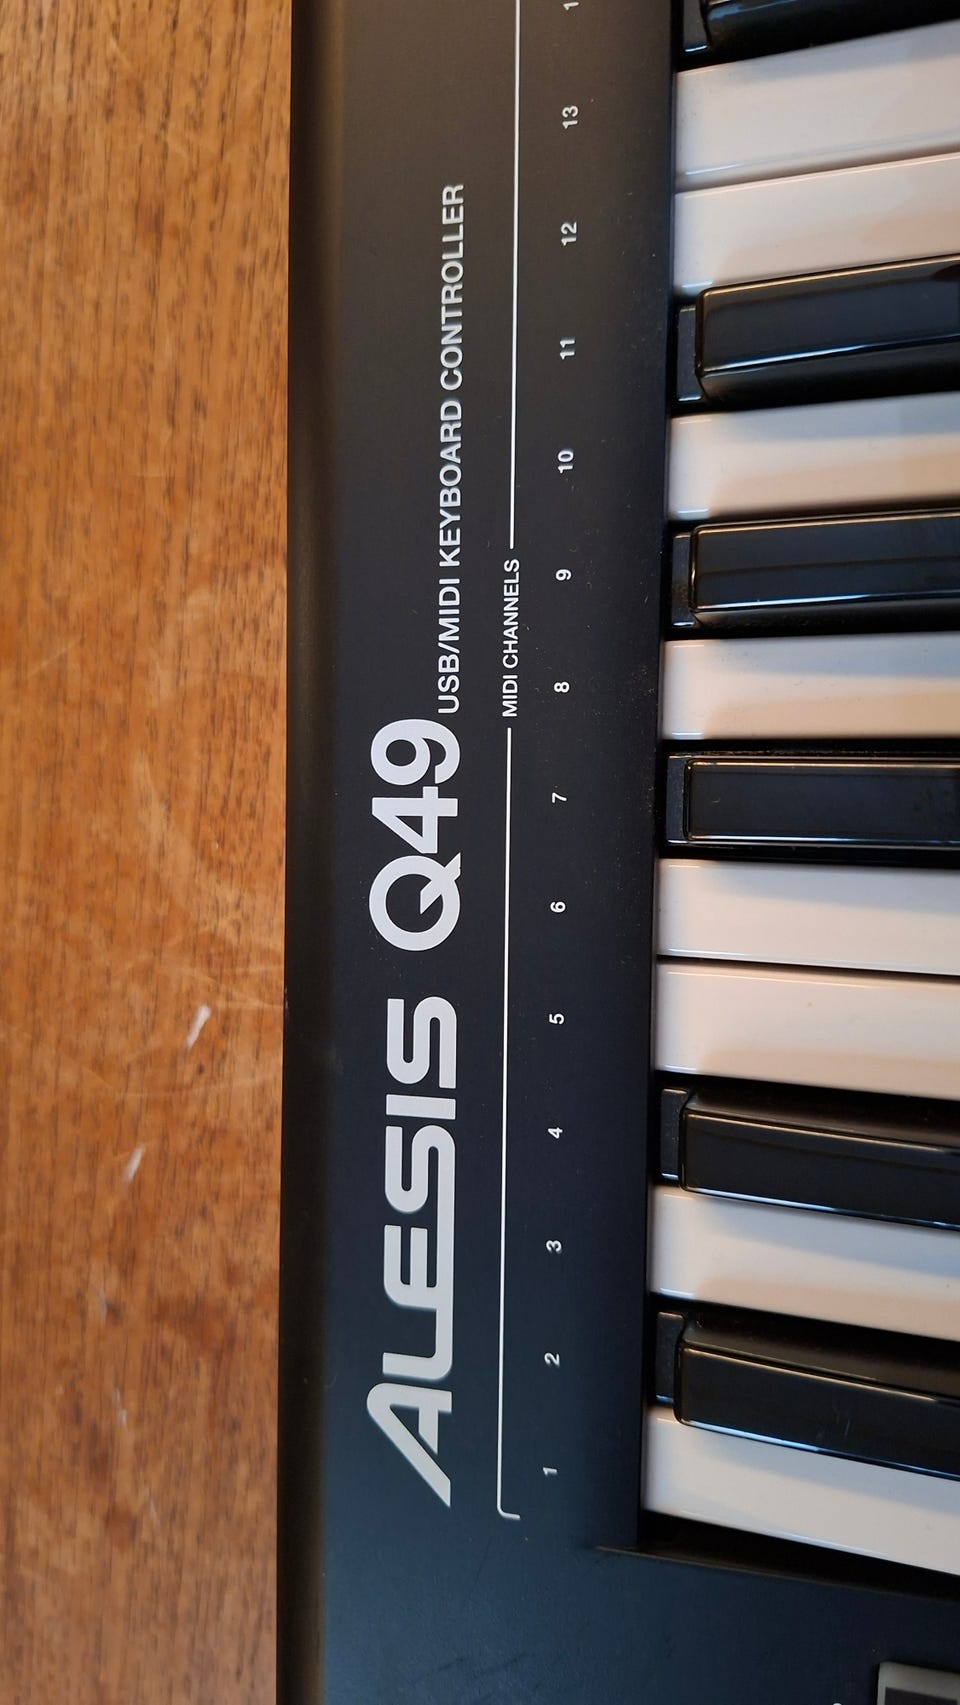 ALESIS Q49 USB/MIDI KEYBOARD CONTROLLER
MIDI CHANNELS
1 2 3 4 5 6 7 8 9 10 11 12 13